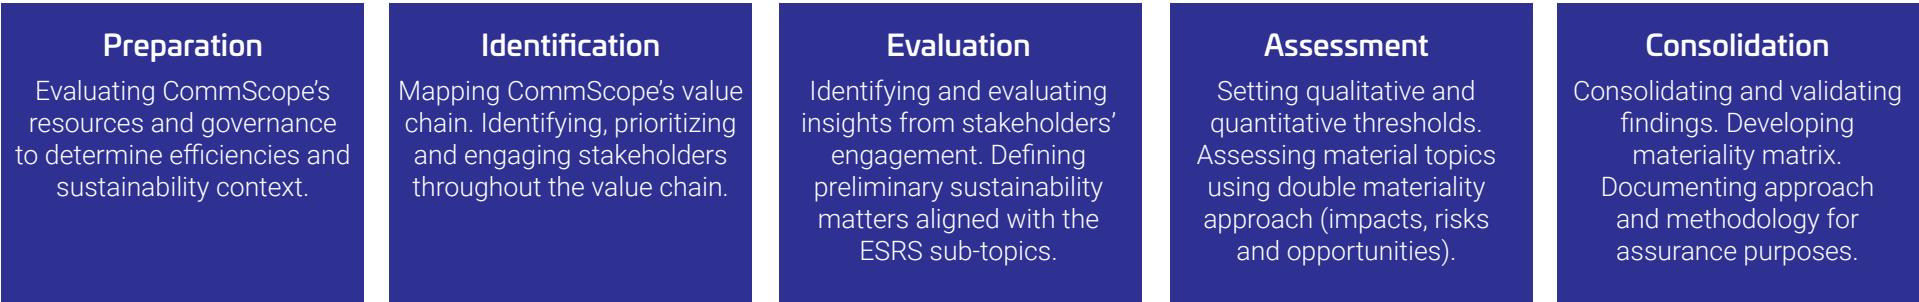 Preparation
Evaluating CommScope’s
resources and governance
to determine efficiencies and
sustainability context.
Identification
Mapping CommScope’s value
chain. Identifying, prioritizing
and engaging stakeholders
throughout the value chain.
Evaluation
Identifying and evaluating
insights from stakeholders’
engagement. Defining
preliminary sustainability
matters aligned with the
ESRS sub-topics.
Assessment
Setting qualitative and
quantitative thresholds.
Assessing material topics
using double materiality
approach (impacts, risks
and opportunities).
Consolidation
Consolidating and validating
findings. Developing
materiality matrix.
Documenting approach
and methodology for
assurance purposes.